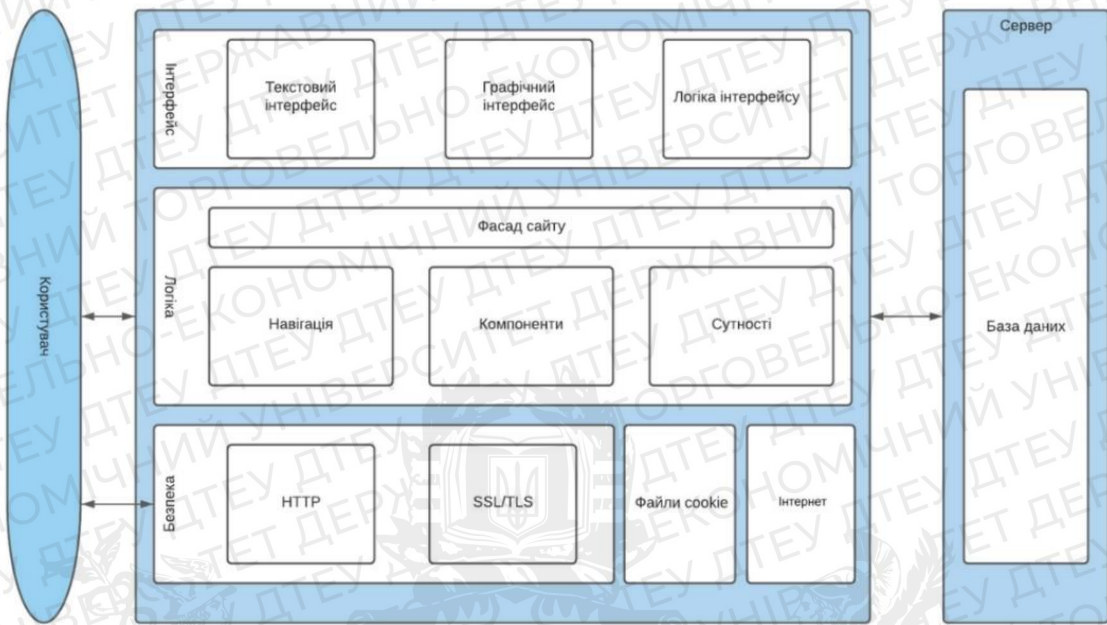 Користувач
Інтерфейс
Текстовий
інтерфейс
Графічний
інтерфейс
Логіка інтерфейсу
Логіка
Фасад сайту
Навігація
Компоненти
Сутності
Безпека
HTTP
SSL/TLS
Файли cookie
Інтернет
Сервер
База даних